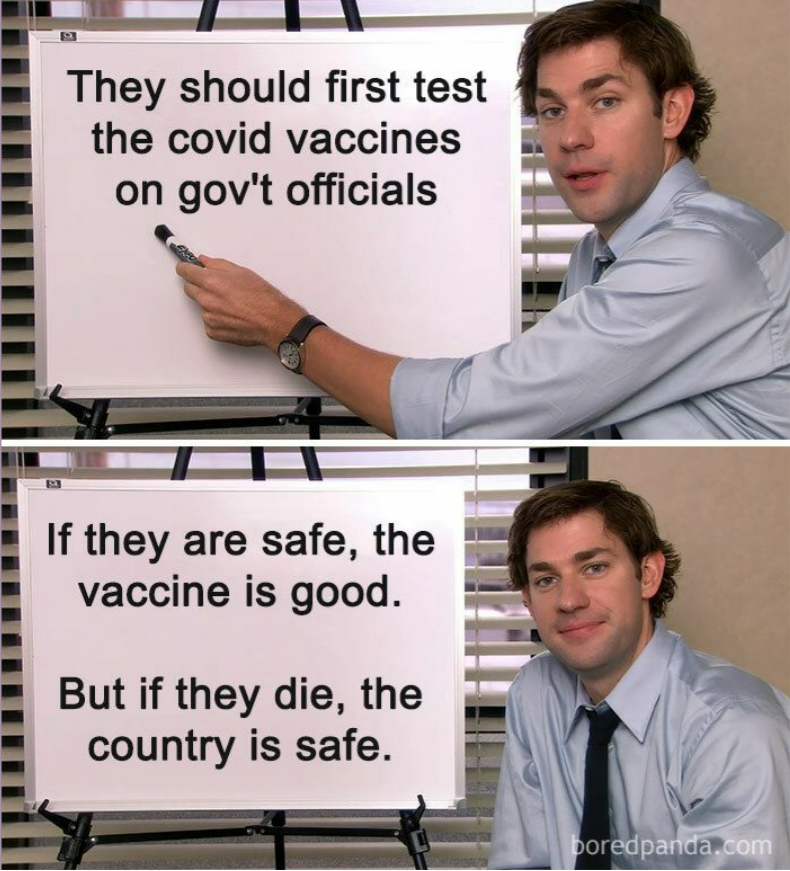 They should first test
the covid vaccines
on gov't officials
If they are safe, the
vaccine is good.
But if they die, the
country is safe.
boredpanda.com